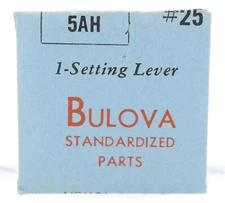 5AH #25
1-Setting Lever
BULOVA
STANDARDIZED
PARTS